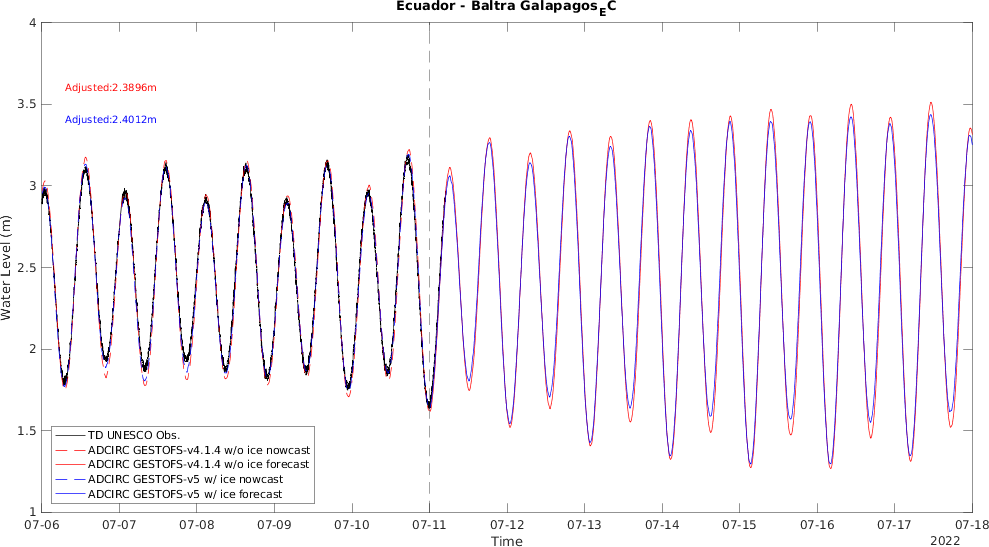 Ecuador - Baltra Galapagos_EC
4
3.5
3
2.5
2
1.5
1
Water Level (m)
Adjusted:2.3896m
Adjusted:2.4012m
TD UNESCO Obs.
ADCIRC GESTOFS-v4.1.4 w/o ice nowcast
ADCIRC GESTOFS-v4.1.4 w/o ice forecast
ADCIRC GESTOFS-v5 w/ ice nowcast
ADCIRC GESTOFS-v5 w/ ice forecast
07-06 07-07 07-08 07-09 07-10 07-11 07-12 07-13 07-14 07-15 07-16 07-17 07-18
Time
2022